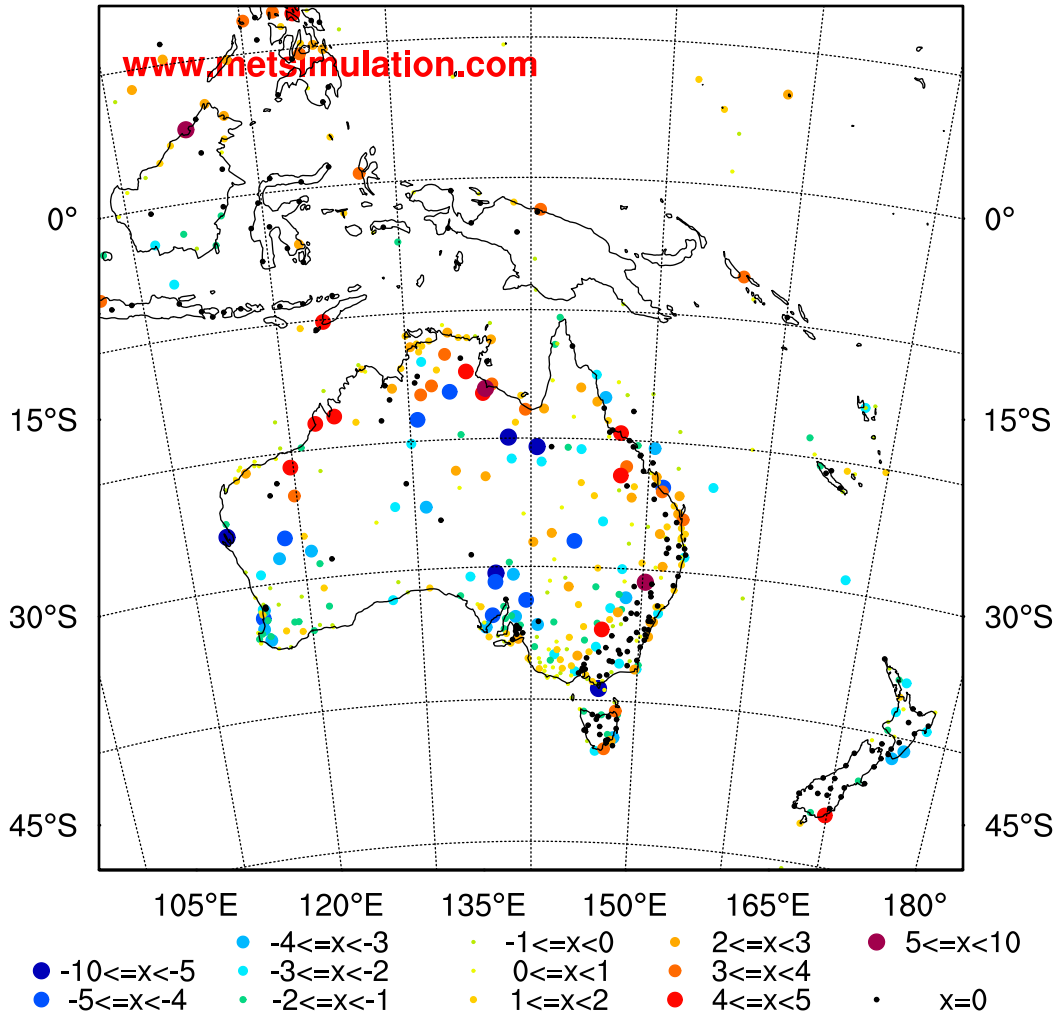 www.metsimulation.com
0° 0°
15°S 15°S
30°S 30°S
45°S 45°S
105°E 120°E 135°E 150°E 165°E 180°
-4<=x<-3 -1<=x<0 2<=x<3 5<=x<10
-10<=x<-5 -3<=x<-2 0<=x<1 3<=x<4
-5<=x<-4 -2<=x<-1 1<=x<2 4<=x<5 x=0